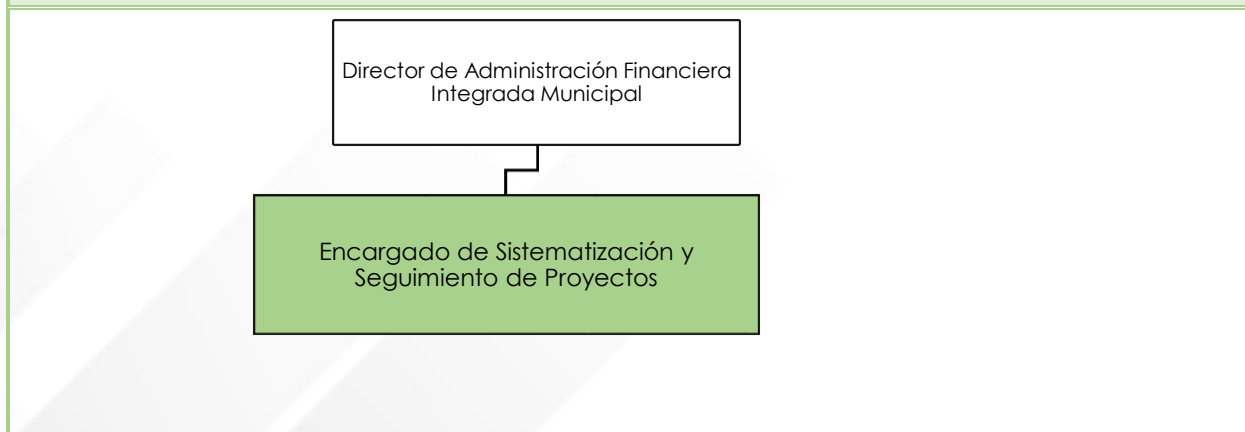 Director de Administración Financiera
Integrada Municipal
Encargado de Sistematización y
Seguimiento de Proyectos